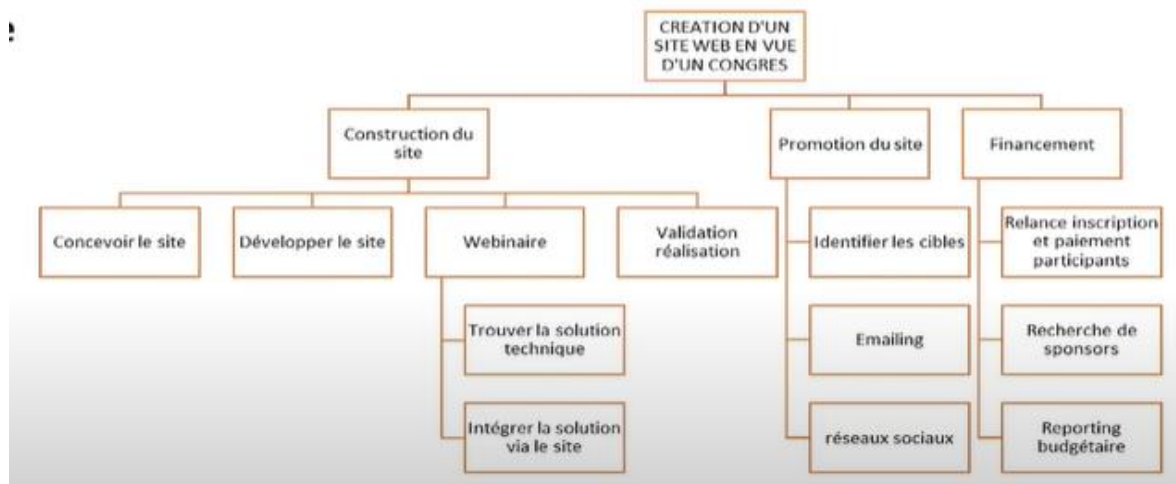 e
CREATION D'UN
SITE WEB EN VUE
D'UN CONGRES
Construction du
site
Promotion du site
Financement
Concevoir le site
Développer le site
Webinaire
Validation
réalisation
Identifier les cibles
Relance inscription
et paiement
participants
Trouver la solution
technique
Emailing
Recherche de
sponsors
Intégrer la solution
via le site
réseaux sociaux
Reporting
budgétaire